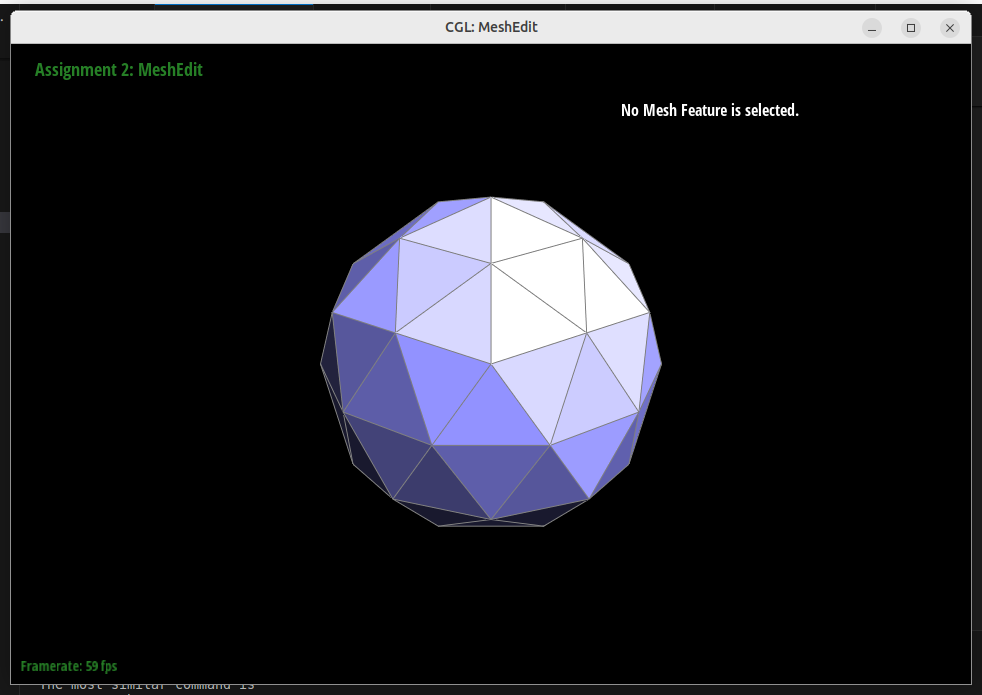 CGL: MeshEdit
Assignment 2: MeshEdit
No Mesh Feature is selected.
Framerate: 59 fps
The most similar command is